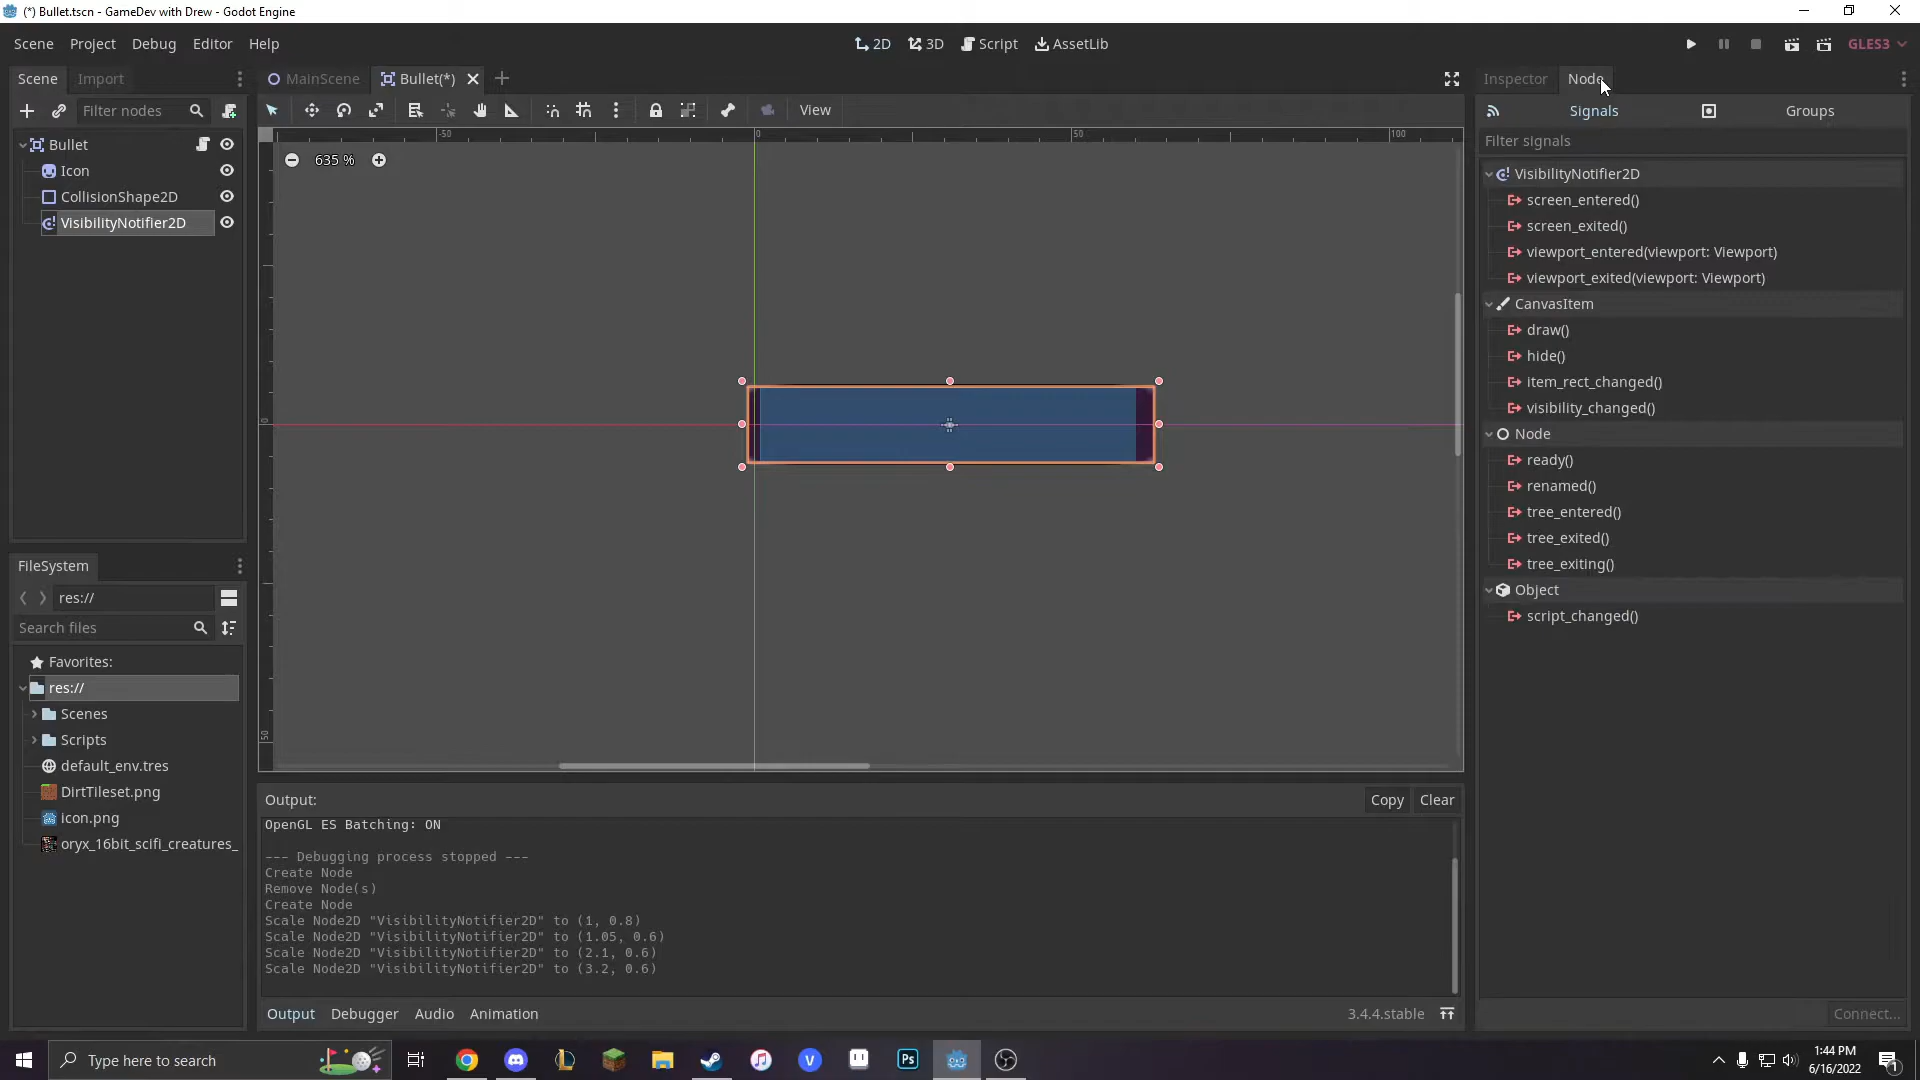 (*) Bullet.tscn - GameDev with Drew - Godot Engine
Scene Project Debug Editor Help
2D 3D Script AssetLib
GLES3
Scene Import
MainScene Bullet(*)
Inspector Node
Filter nodes
View
Signals Groups
Filter signals
Bullet
Icon
CollisionShape2D
VisibilityNotifier2D
-50 0 50 100
635 %
0
50
VisibilityNotifier2D
screen_entered()
screen_exited()
viewport_entered(viewport: Viewport)
viewport_exited(viewport: Viewport)
CanvasItem
draw()
hide()
item_rect_changed()
visibility_changed()
Node
ready()
renamed()
tree_entered()
tree_exited()
tree_exiting()
Object
script_changed()
Connect...
FileSystem
res://
Search files
Favorites:
res://
Scenes
Scripts
default_env.tres
DirtTileset.png
icon.png
oryx_16bit_scifi_creatures_
Output:
Copy Clear
OpenGL ES Batching: ON
--- Debugging process stopped ---
Create Node
Remove Node(s)
Create Node
Scale Node2D "VisibilityNotifier2D" to (1, 0.8)
Scale Node2D "VisibilityNotifier2D" to (1.05, 0.6)
Scale Node2D "VisibilityNotifier2D" to (2.1, 0.6)
Scale Node2D "VisibilityNotifier2D" to (3.2, 0.6)
Output Debugger Audio Animation
3.4.4.stable
Type here to search
Ps
V
1:44 PM
6/16/2022
1